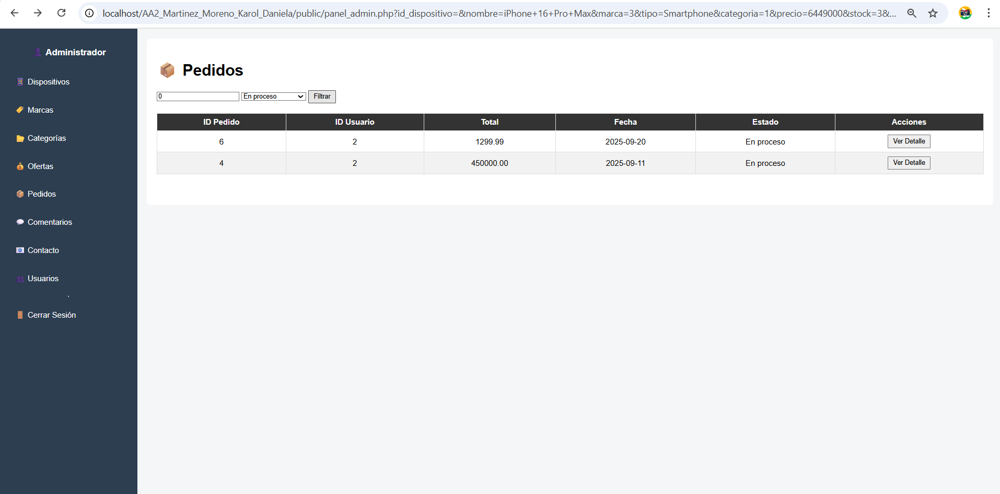 localhost/AA2_Martinez_Moreno_Karol_Daniela/public/panel_admin.php?id_dispositivo=&nombre=iPhone+16+Pro+Max&marca=3&tipo=Smartphone&categoria=1&precio=6449000&stock=3&...
Administrador
Dispositivos
Marcas
Categorías
Ofertas
Pedidos
Comentarios
Contacto
Usuarios
.
Cerrar Sesión
Pedidos
0 En proceso Filtrar
ID Pedido ID Usuario Total Fecha Estado Acciones
6 2 1299.99 2025-09-20 En proceso Ver Detalle
4 2 450000.00 2025-09-11 En proceso Ver Detalle